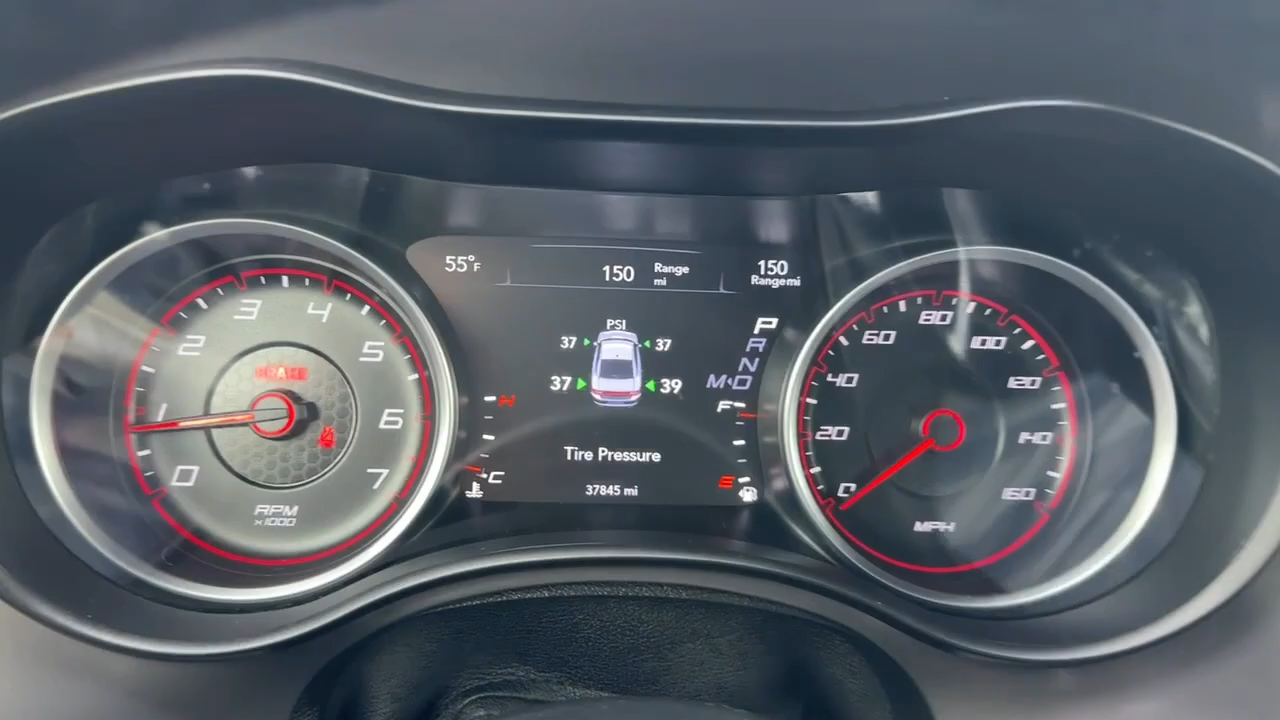 BRAKE
0
1
2
3
4
5
6
7
RPM
x1000
55°F
150 Range mi
150
Range mi
PSI
37 37
37 39
Tire Pressure
37845 mi
H
C
P
R
N
M◂D
F
E
0
20
40
60
80
100
120
140
160
MPH